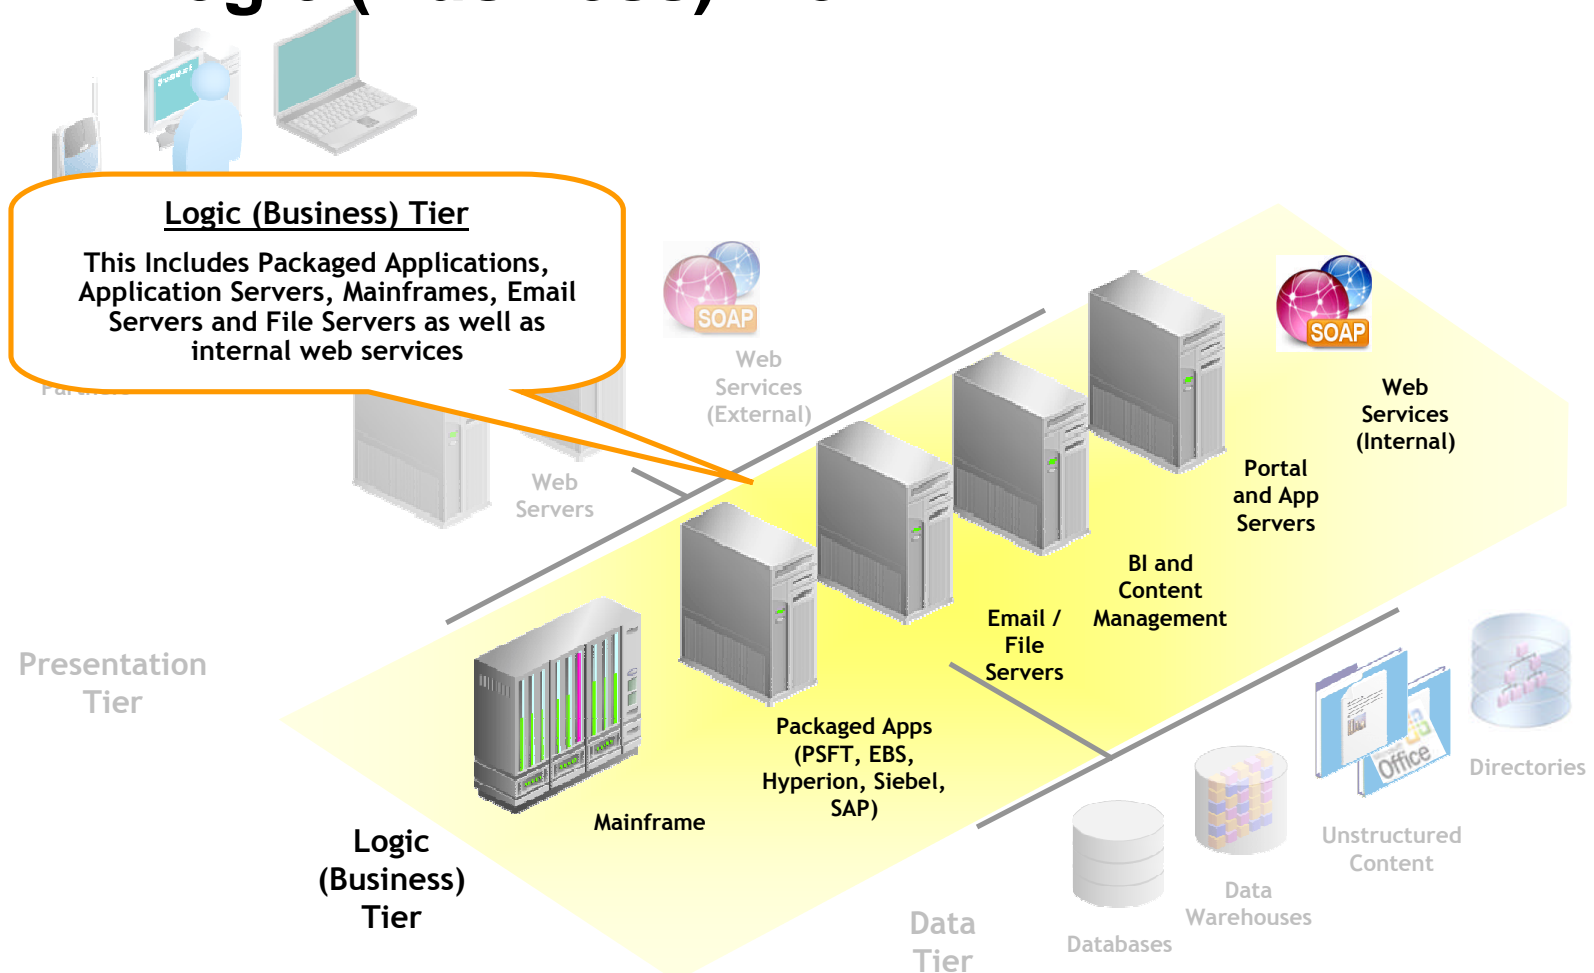 Logic (Business) Tier
This Includes Packaged Applications,
Application Servers, Mainframes, Email
Servers and File Servers as well as
internal web services
SOAP
SOAP
Web
Services
(External)
Web
Services
(Internal)
Web
Servers
Portal
and App
Servers
BI and
Content
Management
Email /
File
Servers
Presentation
Tier
Packaged Apps
(PSFT, EBS,
Hyperion, Siebel,
SAP)
Mainframe
Logic
(Business)
Tier
Office
Directories
Unstructured
Content
Data
Warehouses
Databases
Data
Tier